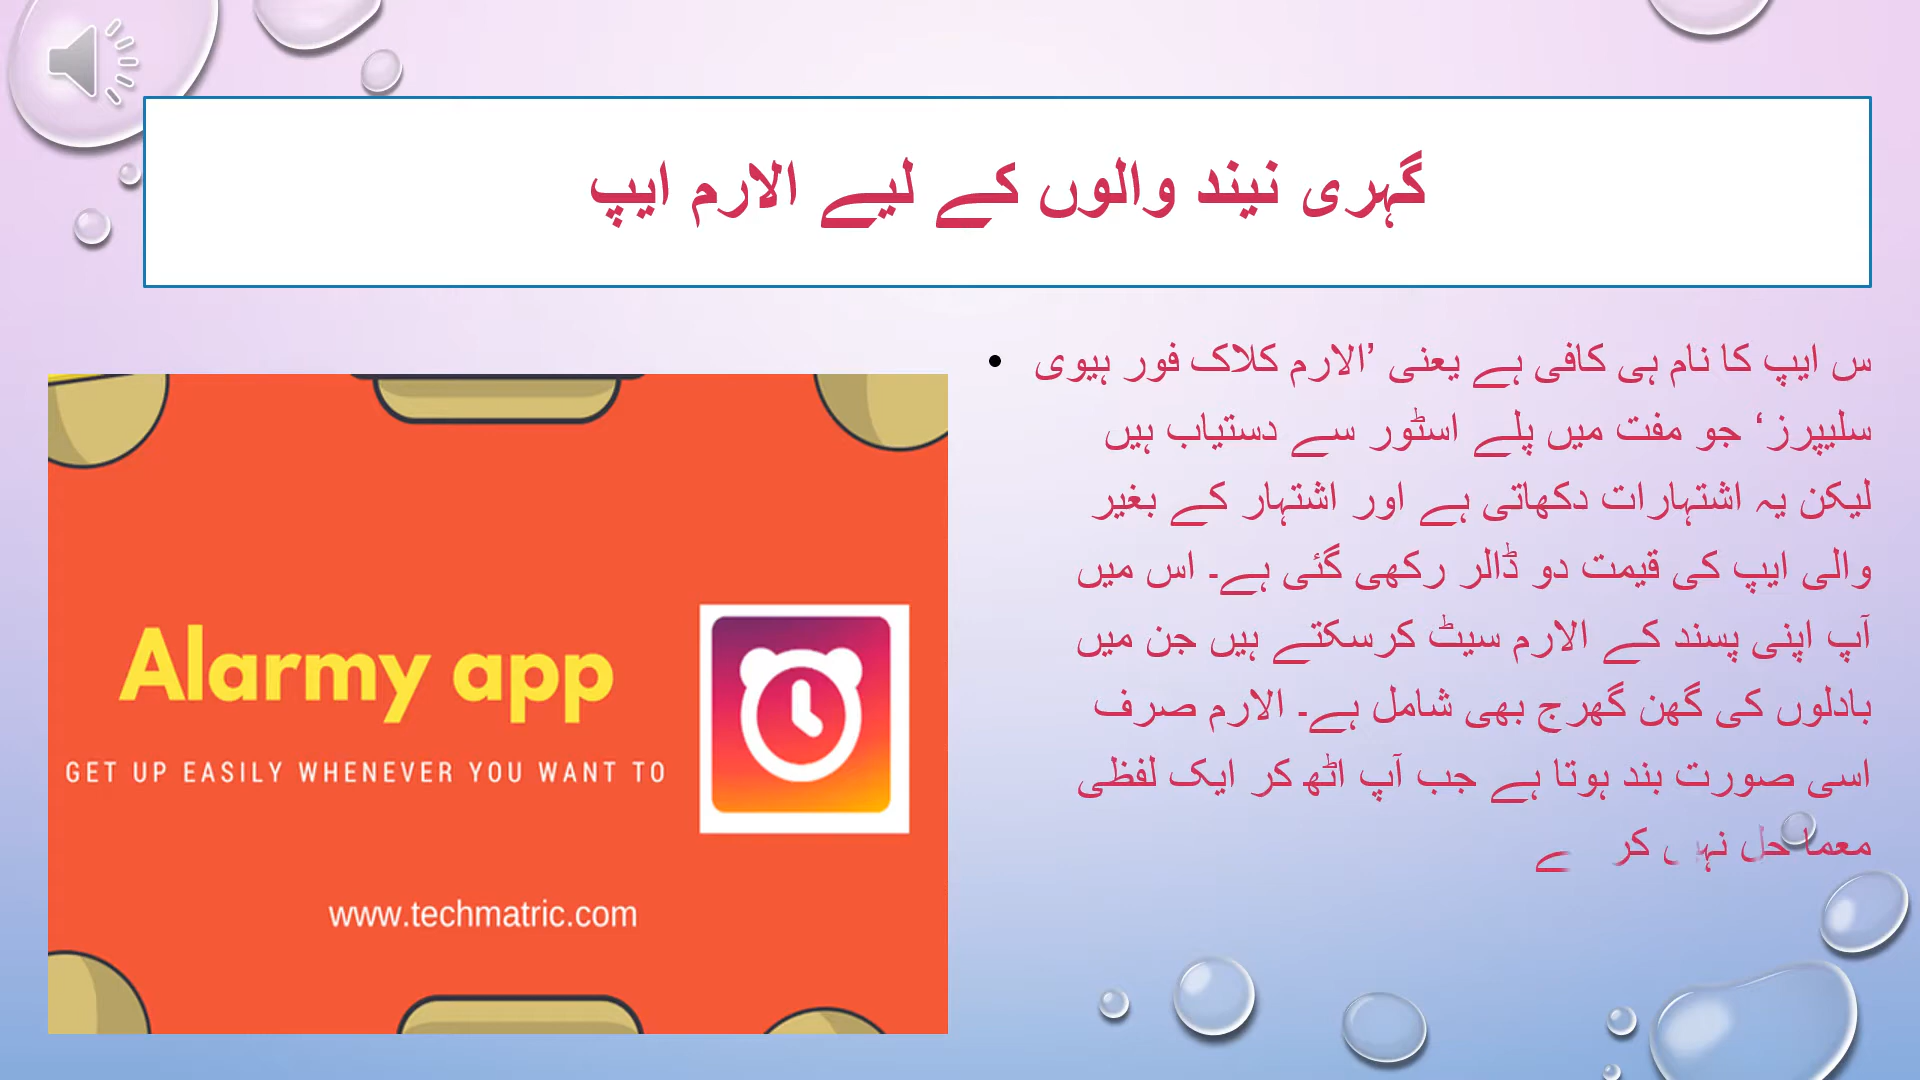 گہری نیند والوں کے لیے الارم ایپ
س ایپ کا نام ہی کافی ہے یعنی ’الارم کلاک فور ہیوی
سلیپرز‘ جو مفت میں پلے اسٹور سے دستیاب ہیں
لیکن یہ اشتہارات دکھاتی ہے اور اشتہار کے بغیر
والی ایپ کی قیمت دو ڈالر رکھی گئی ہے۔ اس میں
آپ اپنی پسند کے الارم سیٹ کرسکتے ہیں جن میں
بادلوں کی گھن گھرج بھی شامل ہے۔ الارم صرف
اسی صورت بند ہوتا ہے جب آپ اٹھ کر ایک لفظی
معما حل
Alarmy app
GET UP EASILY WHENEVER YOU WANT TO
www.techmatric.com